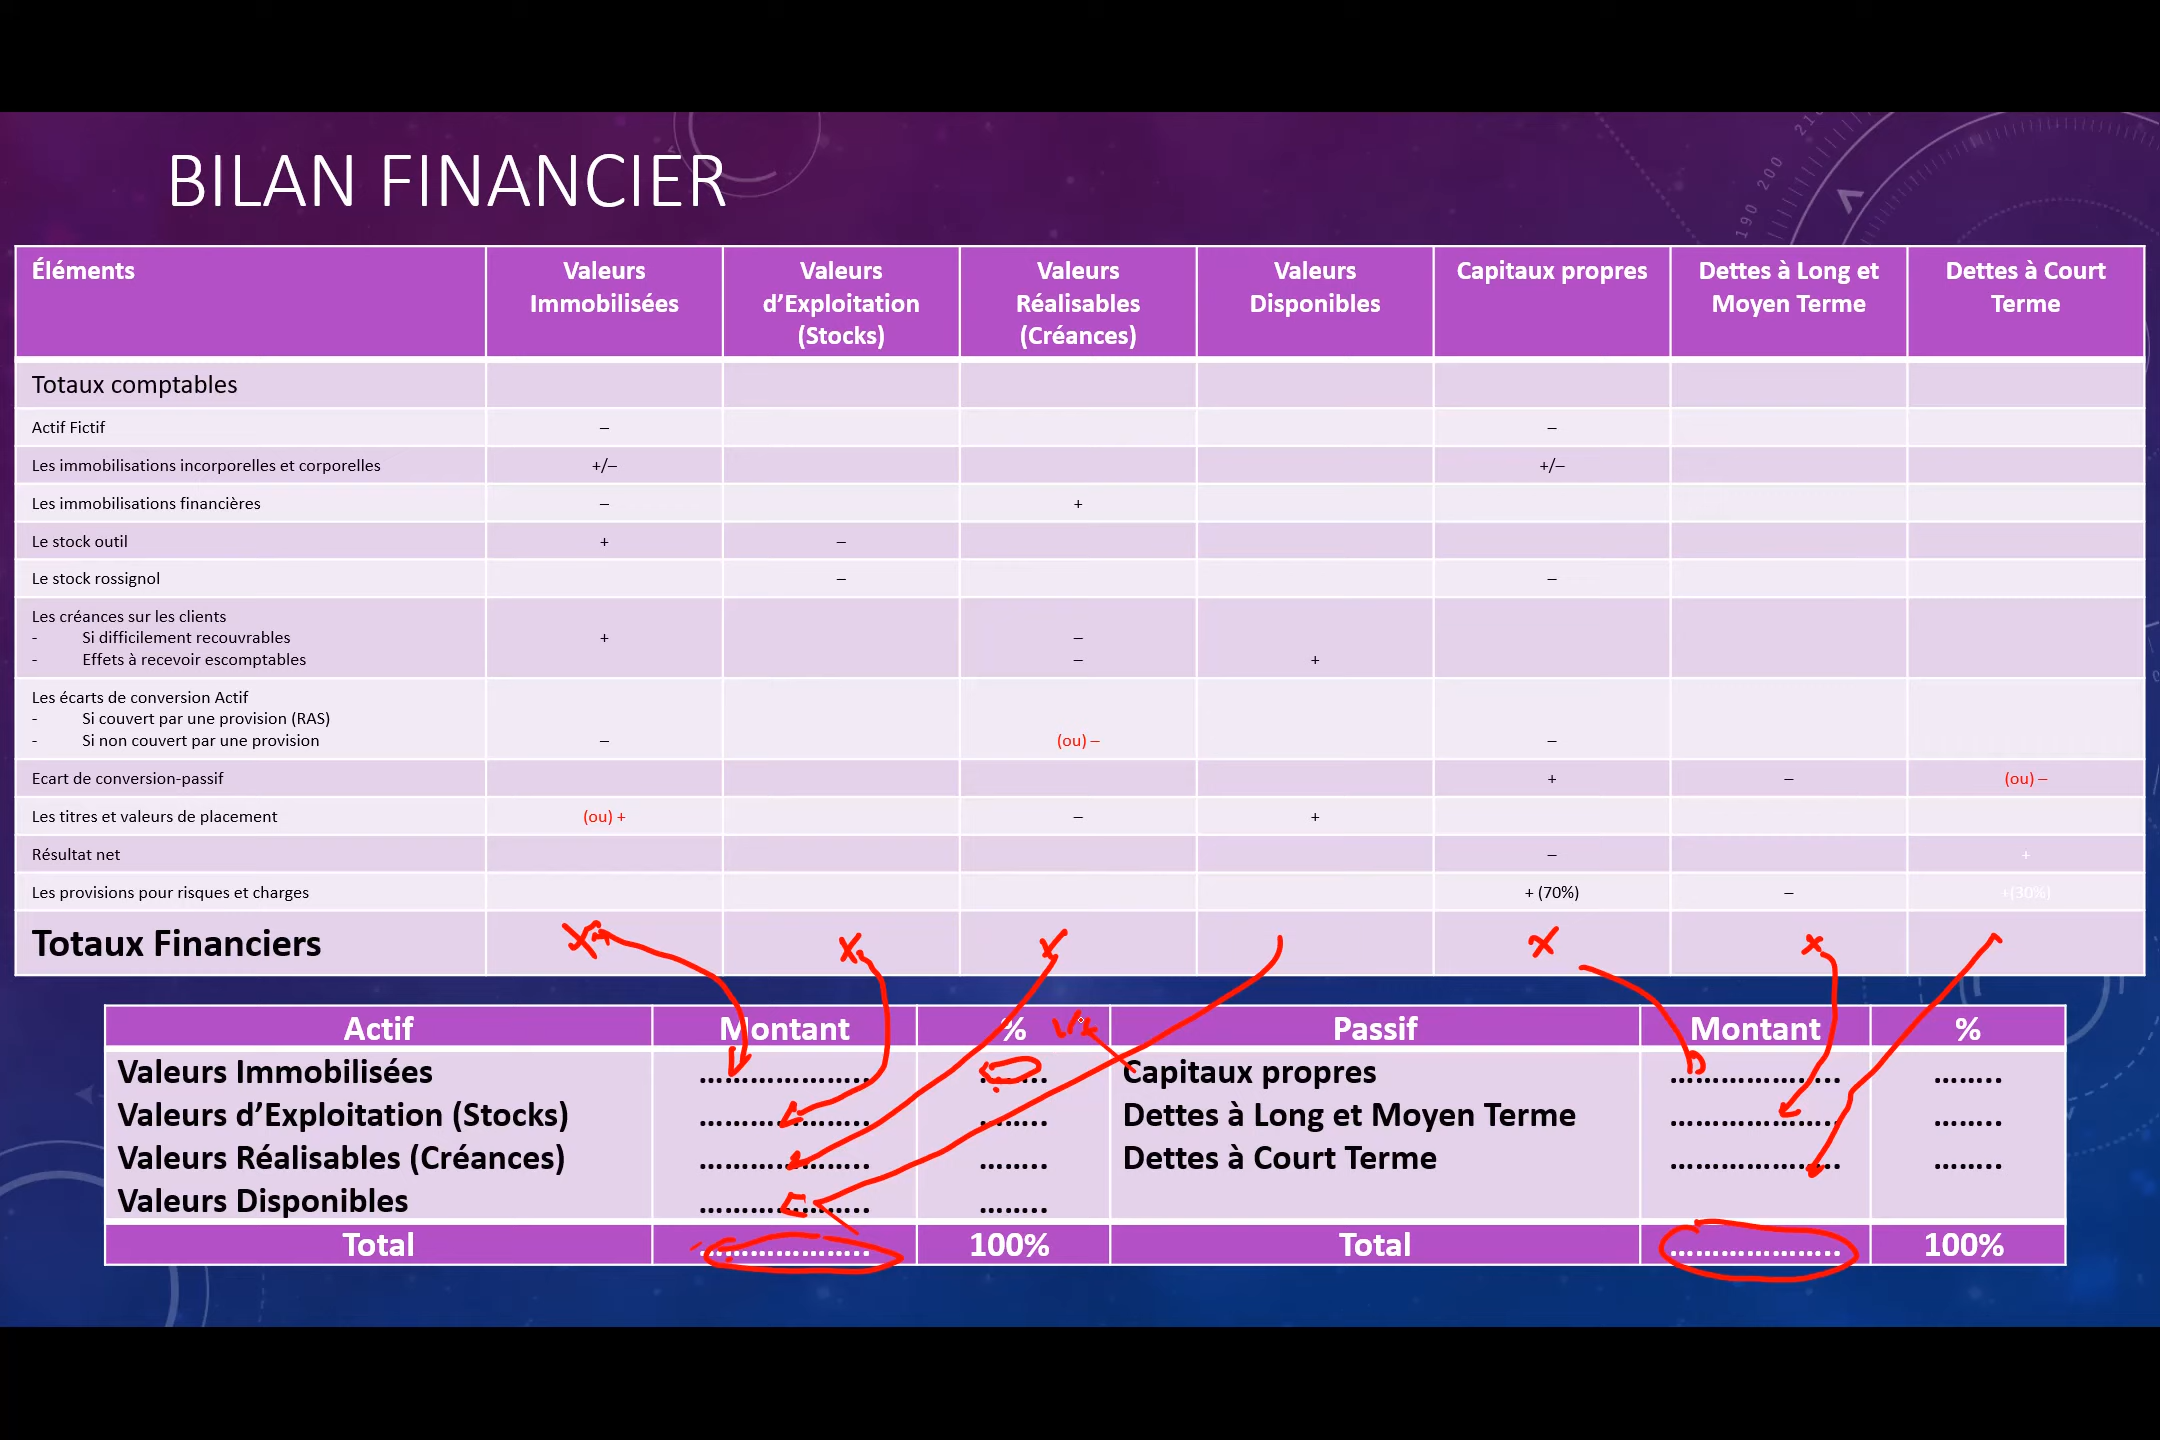 BILAN FINANCIER
Éléments
Valeurs Immobilisées
Valeurs d'Exploitation (Stocks)
Valeurs Réalisables (Créances)
Valeurs Disponibles
Capitaux propres
Dettes à Long et Moyen Terme
Dettes à Court Terme
Totaux comptables
Actif Fictif – –
Les immobilisations incorporelles et corporelles +/– +/–
Les immobilisations financières – +
Le stock outil + –
Le stock rossignol – –
Les créances sur les clients
- Si difficilement recouvrables + –
- Effets à recevoir escomptables – +
Les écarts de conversion Actif
- Si couvert par une provision (RAS)
- Si non couvert par une provision – (ou) – –
Ecart de conversion-passif + – (ou) –
Les titres et valeurs de placement (ou) + – +
Résultat net – +
Les provisions pour risques et charges + (70%) – +(30%)
Totaux Financiers
Actif Montant % Passif Montant %
Valeurs Immobilisées ................... ........ Capitaux propres ................... ........
Valeurs d'Exploitation (Stocks) ................... ........ Dettes à Long et Moyen Terme ................... ........
Valeurs Réalisables (Créances) ................... ........ Dettes à Court Terme ................... ........
Valeurs Disponibles ................... ........
Total ................... 100% Total ................... 100%
190 200